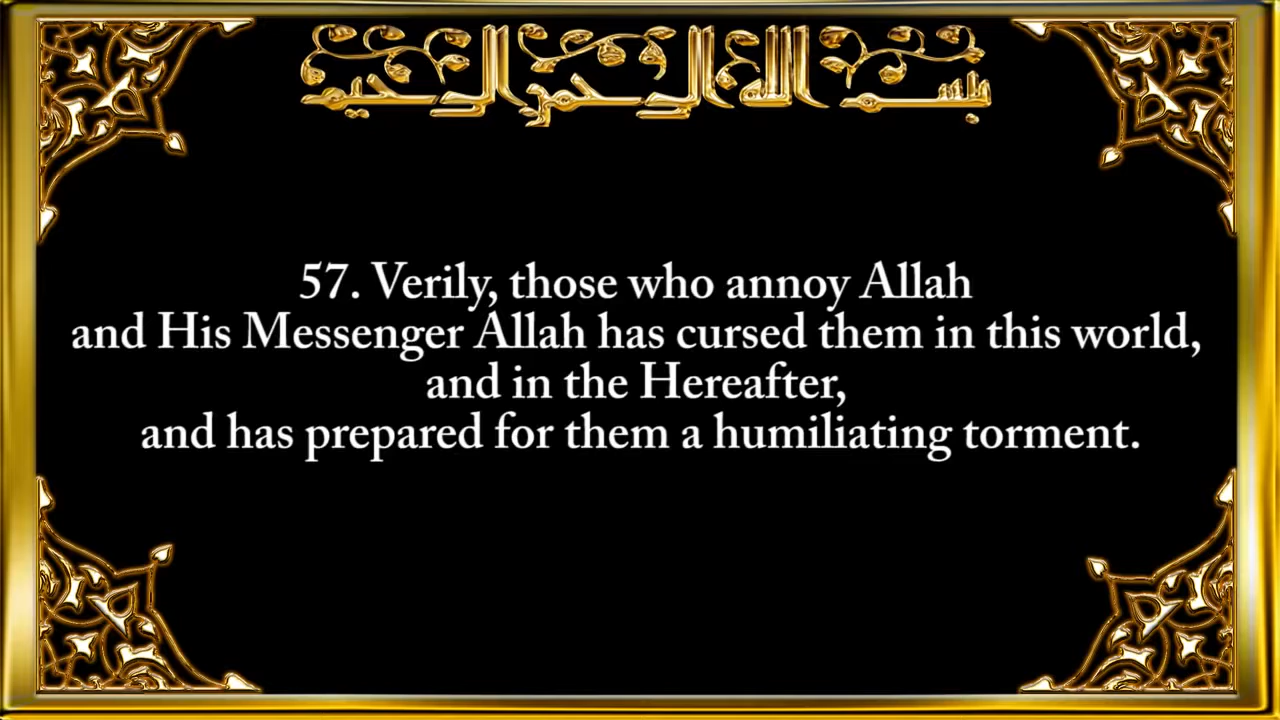 بسم الله الرحمن الرحيم
57. Verily, those who annoy Allah
and His Messenger Allah has cursed them in this world,
and in the Hereafter,
and has prepared for them a humiliating torment.